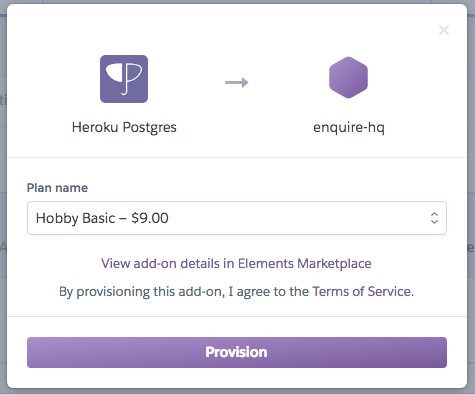 Heroku Postgres
enquire-hq
Plan name
Hobby Basic – $9.00
View add-on details in Elements Marketplace
By provisioning this add-on, I agree to the Terms of Service.
Provision